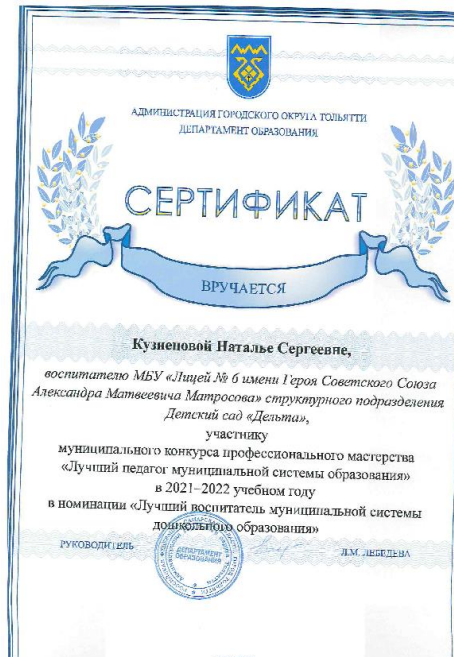 АДМИНИСТРАЦИЯ ГОРОДСКОГО ОКРУГА ТОЛЬЯТТИ
ДЕПАРТАМЕНТ ОБРАЗОВАНИЯ
СЕРТИФИКАТ
ВРУЧАЕТСЯ
Кузнецовой Наталье Сергеевне,
воспитателю МБУ «Лицей № 6 имени Героя Советского Союза
Александра Матвеевича Матросова» структурного подразделения
Детский сад «Дельта»,
участнику
муниципального конкурса профессионального мастерства
«Лучший педагог муниципальной системы образования»
в 2021–2022 учебном году
в номинации «Лучший воспитатель муниципальной системы
дошкольного образования»
РУКОВОДИТЕЛЬ
Л.М. ЛЕБЕДЕВА
ДЕПАРТАМЕНТ
ОБРАЗОВАНИЯ